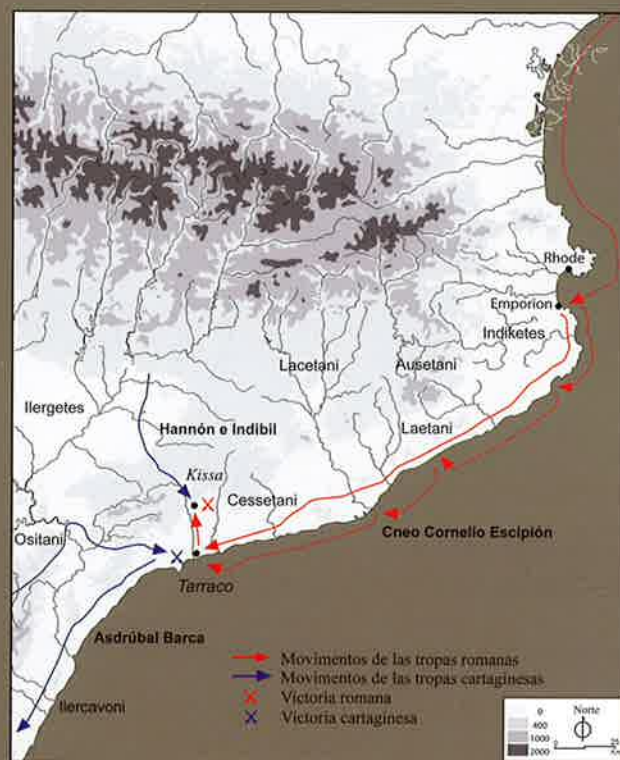 Rhode
Emporion
Indiketes
Lacetani
Ausetani
Ilergetes
Hannón e Indibil
Laetani
Kissa
Cessetani
Ositani
Cneo Cornelio Escipión
Tarraco
Asdrúbal Barca
Ilercavoni
Movimentos de las tropas romanas
Movimentos de las tropas cartaginesas
Victoria romana
Victoria cartaginesa
0
400
1000
2000
Norte